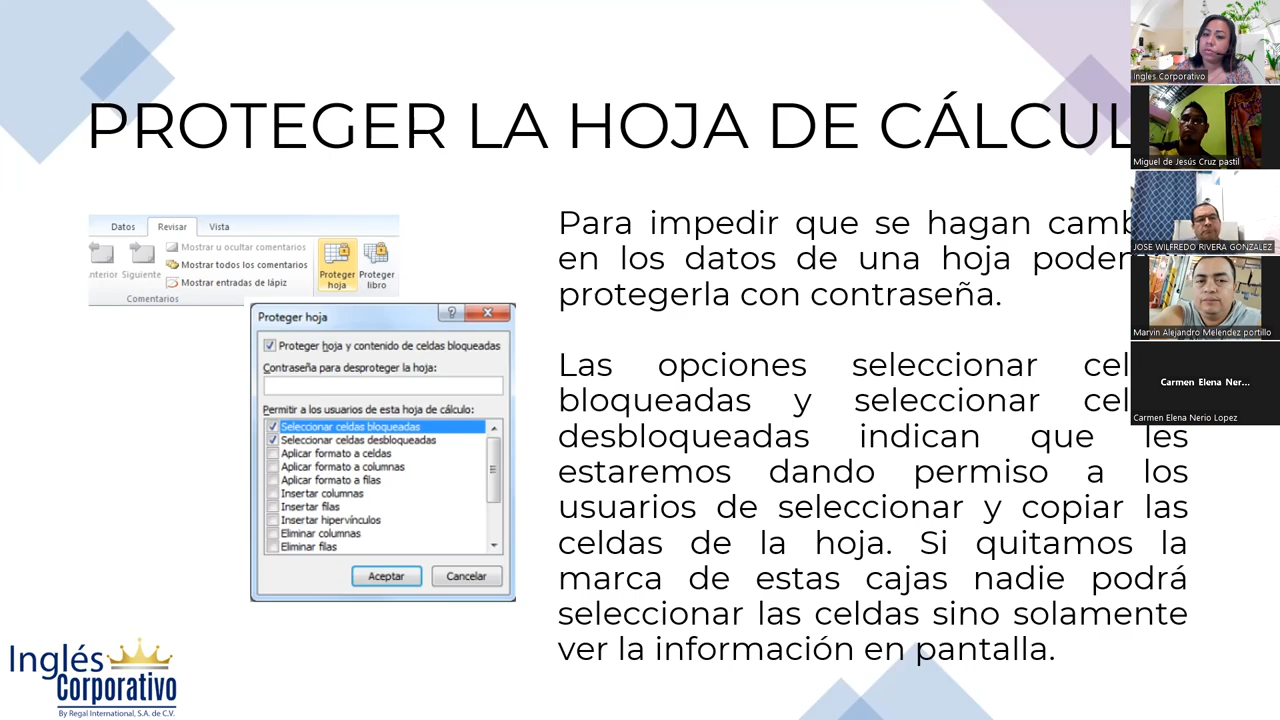 PROTEGER LA HOJA DE CÁLCUL
Datos Revisar Vista
Mostrar u ocultar comentarios
Mostrar todos los comentarios
Mostrar entradas de lápiz
Siguiente
Comentarios
Proteger hoja
Proteger libro
Proteger hoja
Proteger hoja y contenido de celdas bloqueadas
Contraseña para desproteger la hoja:
Permitir a los usuarios de esta hoja de cálculo:
Seleccionar celdas bloqueadas
Seleccionar celdas desbloqueadas
Aplicar formato a celdas
Aplicar formato a columnas
Aplicar formato a filas
Insertar columnas
Insertar filas
Insertar hipervínculos
Eliminar columnas
Eliminar filas
Aceptar Cancelar
Para impedir que se hagan camb
en los datos de una hoja pode
protegerla con contraseña.
Las opciones seleccionar cel
bloqueadas y seleccionar cel
desbloqueadas indican que les
estaremos dando permiso a los
usuarios de seleccionar y copiar las
celdas de la hoja. Si quitamos la
marca de estas cajas nadie podrá
seleccionar las celdas sino solamente
ver la información en pantalla.
Inglés
Corporativo
By Regal International, S.A. de C.V.
Ingles Corporativo
Miguel de Jesús Cruz pastil
JOSE WILFREDO RIVERA GONZALEZ
Marvin Alejandro Melendez portillo
Carmen Elena Ner...
Carmen Elena Nerio Lopez